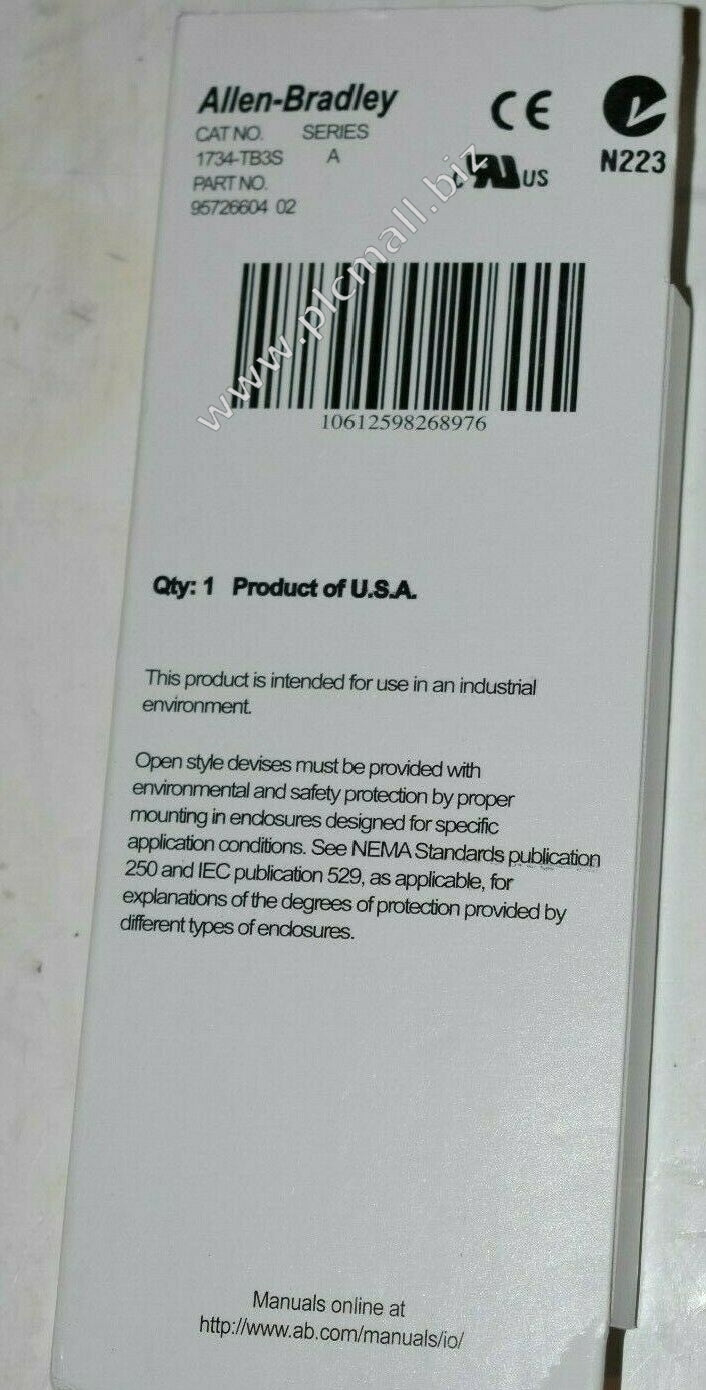 Allen-Bradley
CAT NO. SERIES
1734-TB3S A
PART NO.
95726604 02
CE
c UL US
N223
www.plcmall.biz
10612598268976
Qty: 1 Product of U.S.A.
This product is intended for use in an industrial
environment.
Open style devises must be provided with
environmental and safety protection by proper
mounting in enclosures designed for specific
application conditions. See NEMA Standards publication
250 and IEC publication 529, as applicable, for
explanations of the degrees of protection provided by
different types of enclosures.
Manuals online at
http://www.ab.com/manuals/io/